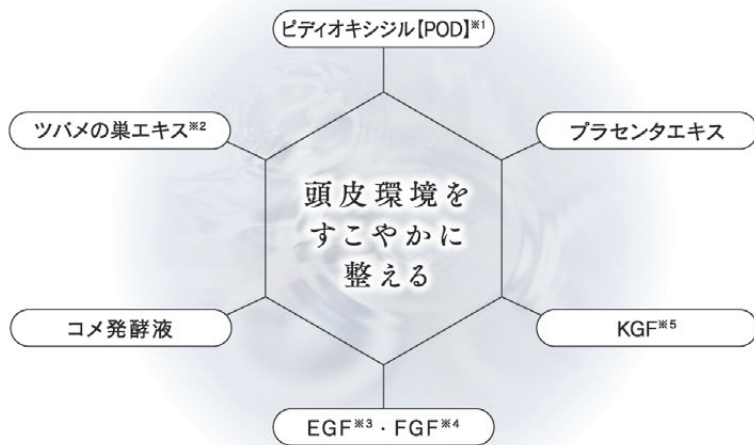 ピディオキシジル【POD】※1
ツバメの巣エキス※2
プラセンタエキス
頭皮環境を
すこやかに
整える
コメ発酵液
KGF※5
EGF※3・FGF※4